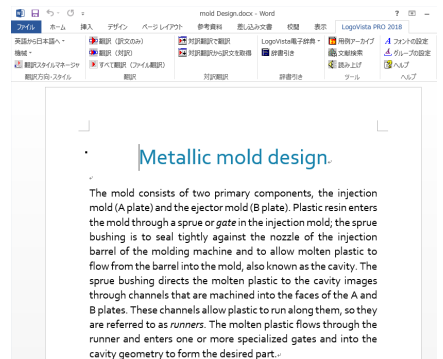 mold Design.docx - Word
ファイル ホーム 挿入 デザイン ページ レイアウト 参考資料 差し込み文書 校閲 表示 LogoVista PRO 2018
英語から日本語へ 翻訳（訳文のみ） 対訳翻訳で翻訳 LogoVista電子辞典 用例アーカイブ フォントの設定
機械 翻訳（対訳） 対訳翻訳から訳文を取得 辞書引き 文献検索 グループの設定
翻訳スタイルマネージャ すべて翻訳（ファイル翻訳） 読み上げ ヘルプ
翻訳方向·スタイル 翻訳 対訳翻訳 辞書引き ツール ヘルプ
Metallic mold design
The mold consists of two primary components, the injection
mold (A plate) and the ejector mold (B plate). Plastic resin enters
the mold through a sprue or gate in the injection mold; the sprue
bushing is to seal tightly against the nozzle of the injection
barrel of the molding machine and to allow molten plastic to
flow from the barrel into the mold, also known as the cavity. The
sprue bushing directs the molten plastic to the cavity images
through channels that are machined into the faces of the A and
B plates. These channels allow plastic to run along them, so they
are referred to as runners. The molten plastic flows through the
runner and enters one or more specialized gates and into the
cavity geometry to form the desired part.